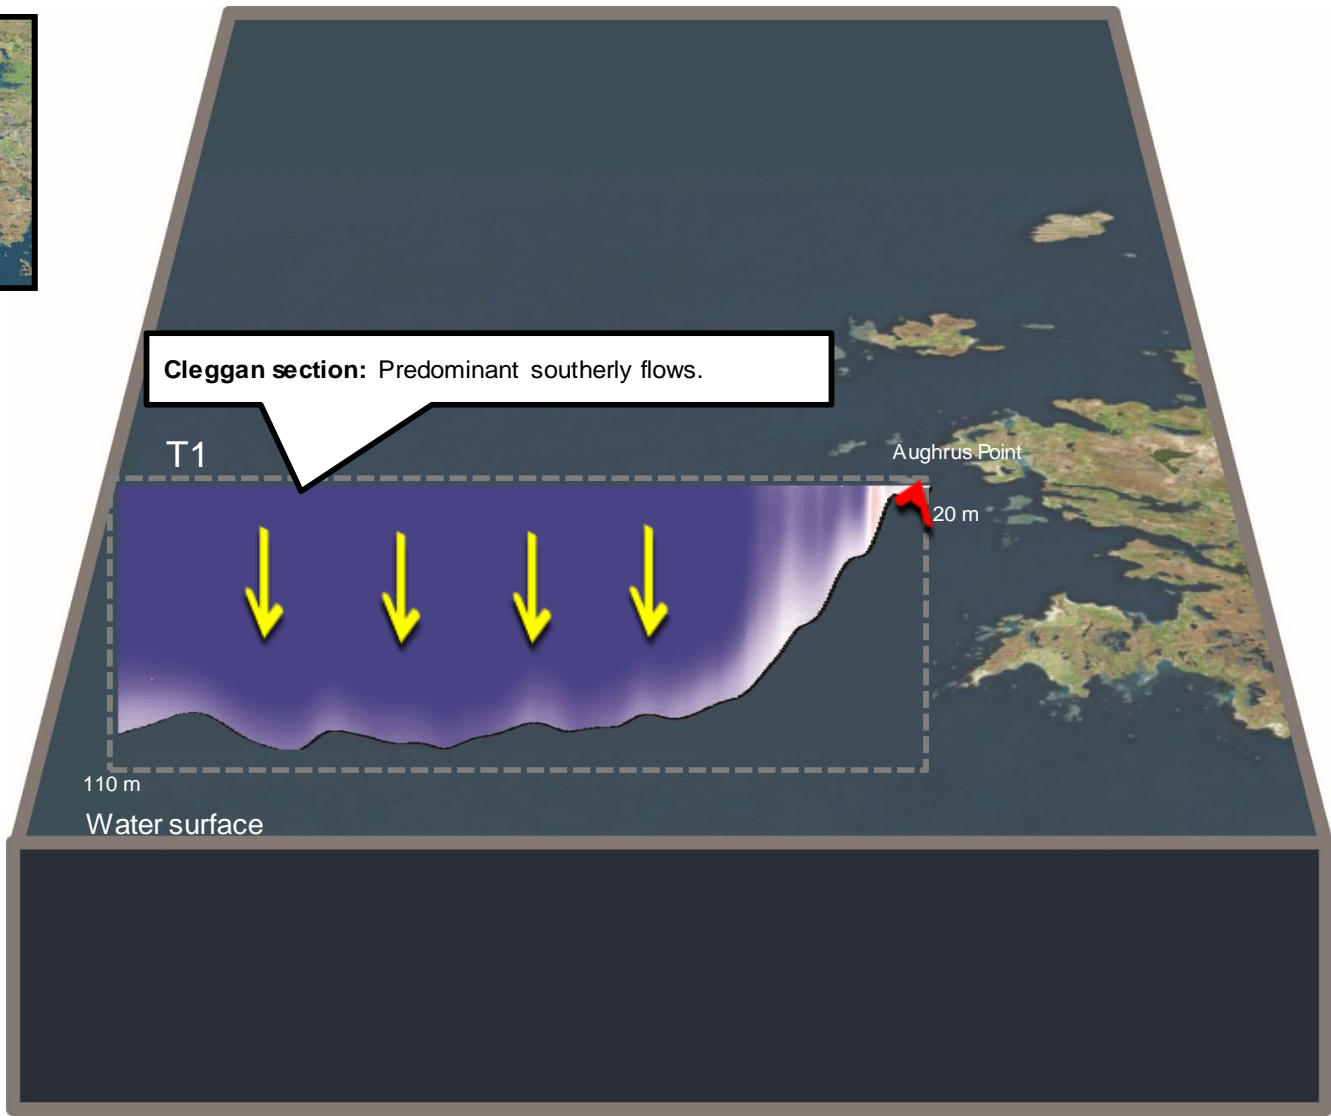 Cleggan section: Predominant southerly flows.
T1
Aughrus Point
20 m
110 m
Water surface